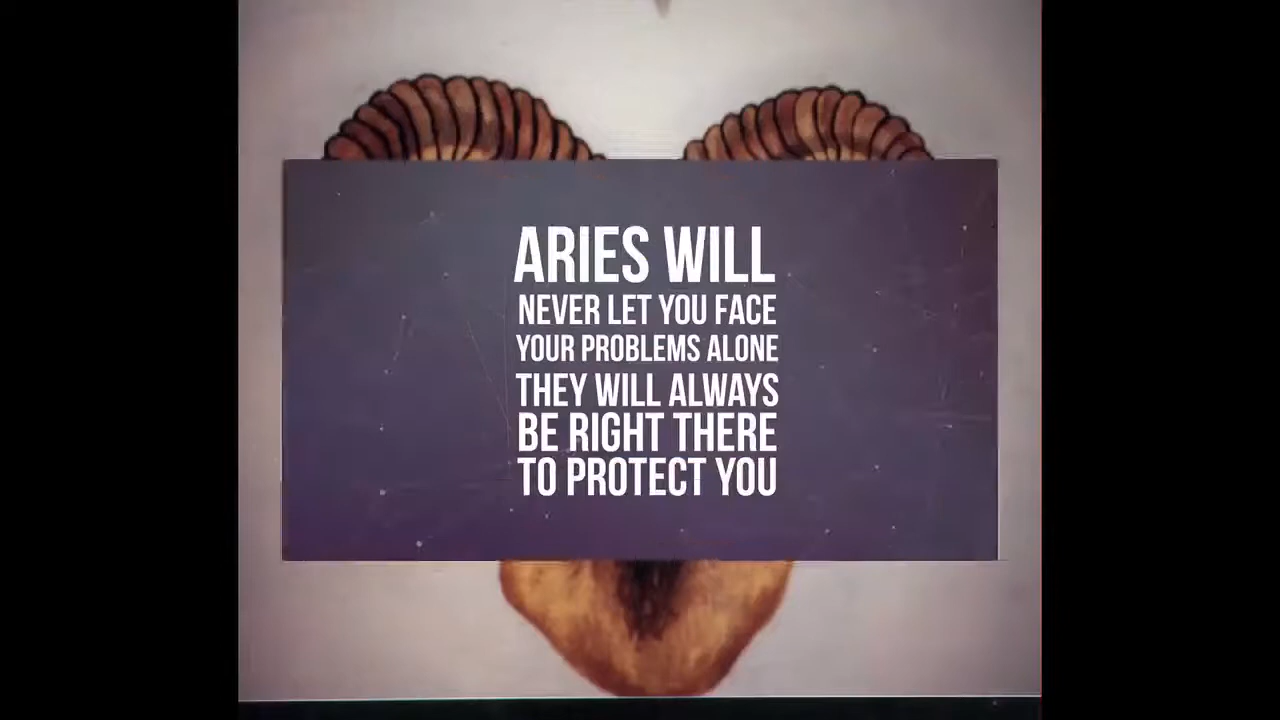 ARIES WILL
NEVER LET YOU FACE
YOUR PROBLEMS ALONE
THEY WILL ALWAYS
BE RIGHT THERE
TO PROTECT YOU